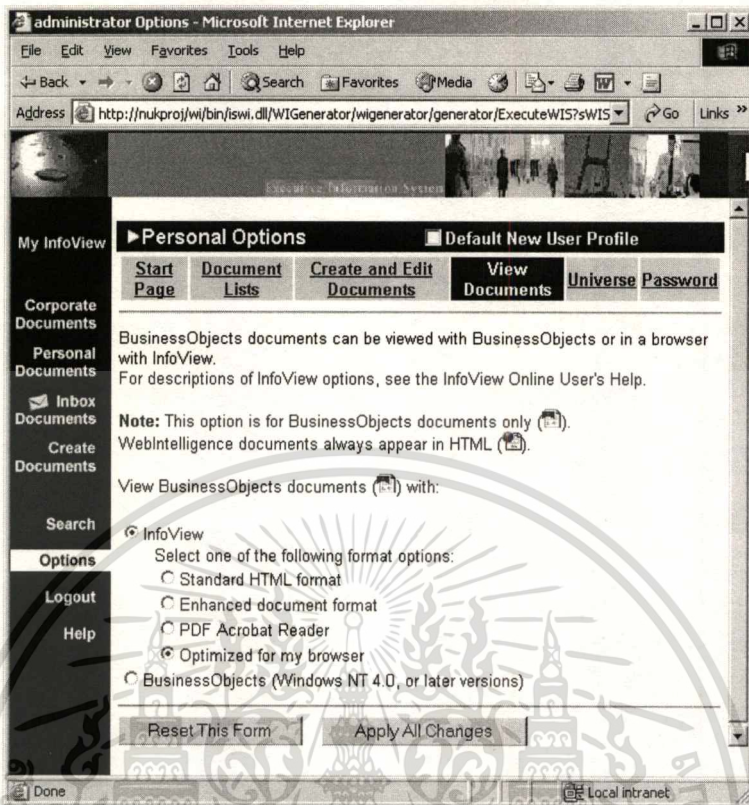 administrator Options - Microsoft Internet Explorer
File Edit View Favorites Tools Help
Back Search Favorites Media
Address http://nukproj/wi/bin/iswi.dll/WIGenerator/wigenerator/generator/ExecuteWIS?sWIS Go Links »
Executive Information System
My InfoView
Corporate
Documents
Personal
Documents
Inbox
Documents
Create
Documents
Search
Options
Logout
Help
Personal Options Default New User Profile
Start Page Document Lists Create and Edit Documents View Documents Universe Password
BusinessObjects documents can be viewed with BusinessObjects or in a browser
with InfoView.
For descriptions of InfoView options, see the InfoView Online User's Help.
Note: This option is for BusinessObjects documents only ( ).
WebIntelligence documents always appear in HTML ( ).
View BusinessObjects documents ( ) with:
InfoView
Select one of the following format options:
Standard HTML format
Enhanced document format
PDF Acrobat Reader
Optimized for my browser
BusinessObjects (Windows NT 4.0, or later versions)
Reset This Form Apply All Changes
Done Local intranet